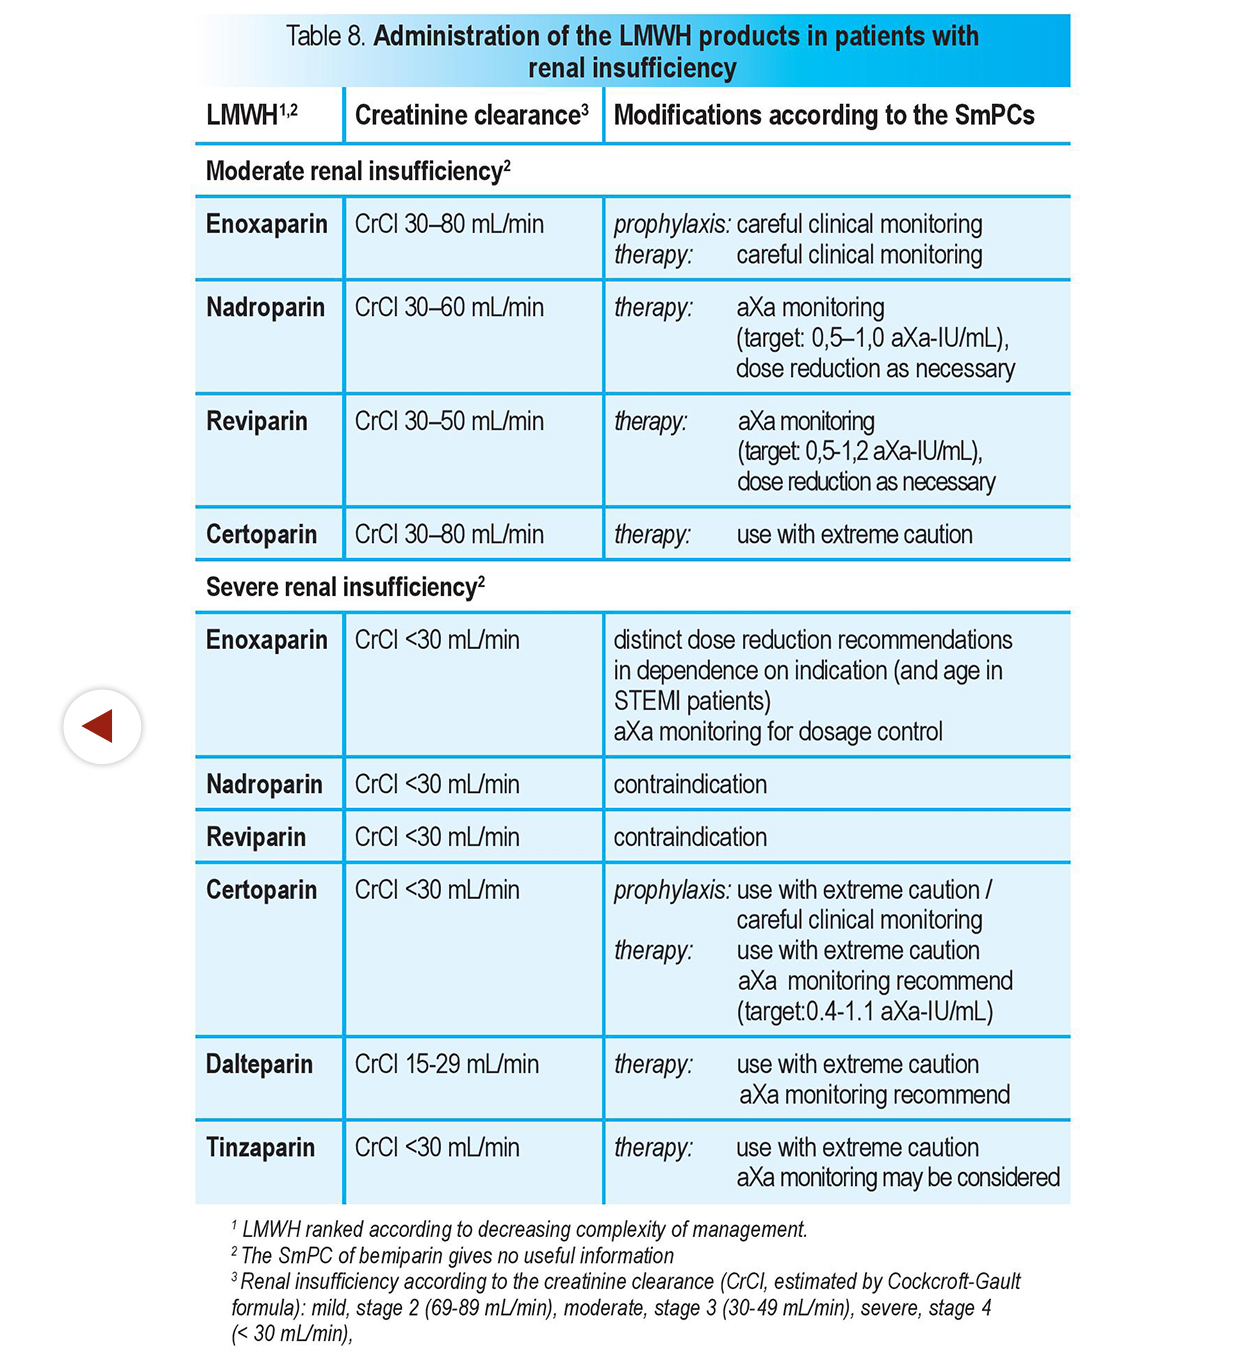 Table 8. Administration of the LMWH products in patients with
renal insufficiency
LMWH1,2 Creatinine clearance3 Modifications according to the SmPCs
Moderate renal insufficiency2
Enoxaparin CrCl 30–80 mL/min prophylaxis: careful clinical monitoring
therapy: careful clinical monitoring
Nadroparin CrCl 30–60 mL/min therapy: aXa monitoring
(target: 0,5–1,0 aXa-IU/mL),
dose reduction as necessary
Reviparin CrCl 30–50 mL/min therapy: aXa monitoring
(target: 0,5-1,2 aXa-IU/mL),
dose reduction as necessary
Certoparin CrCl 30–80 mL/min therapy: use with extreme caution
Severe renal insufficiency2
Enoxaparin CrCl <30 mL/min distinct dose reduction recommendations
in dependence on indication (and age in
STEMI patients)
aXa monitoring for dosage control
Nadroparin CrCl <30 mL/min contraindication
Reviparin CrCl <30 mL/min contraindication
Certoparin CrCl <30 mL/min prophylaxis: use with extreme caution /
careful clinical monitoring
therapy: use with extreme caution
aXa monitoring recommend
(target:0.4-1.1 aXa-IU/mL)
Dalteparin CrCl 15-29 mL/min therapy: use with extreme caution
aXa monitoring recommend
Tinzaparin CrCl <30 mL/min therapy: use with extreme caution
aXa monitoring may be considered
1 LMWH ranked according to decreasing complexity of management.
2 The SmPC of bemiparin gives no useful information
3 Renal insufficiency according to the creatinine clearance (CrCl, estimated by Cockcroft-Gault
formula): mild, stage 2 (69-89 mL/min), moderate, stage 3 (30-49 mL/min), severe, stage 4
(< 30 mL/min),